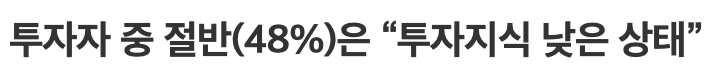 투자자 중 절반(48%)은 “투자지식 낮은 상태”